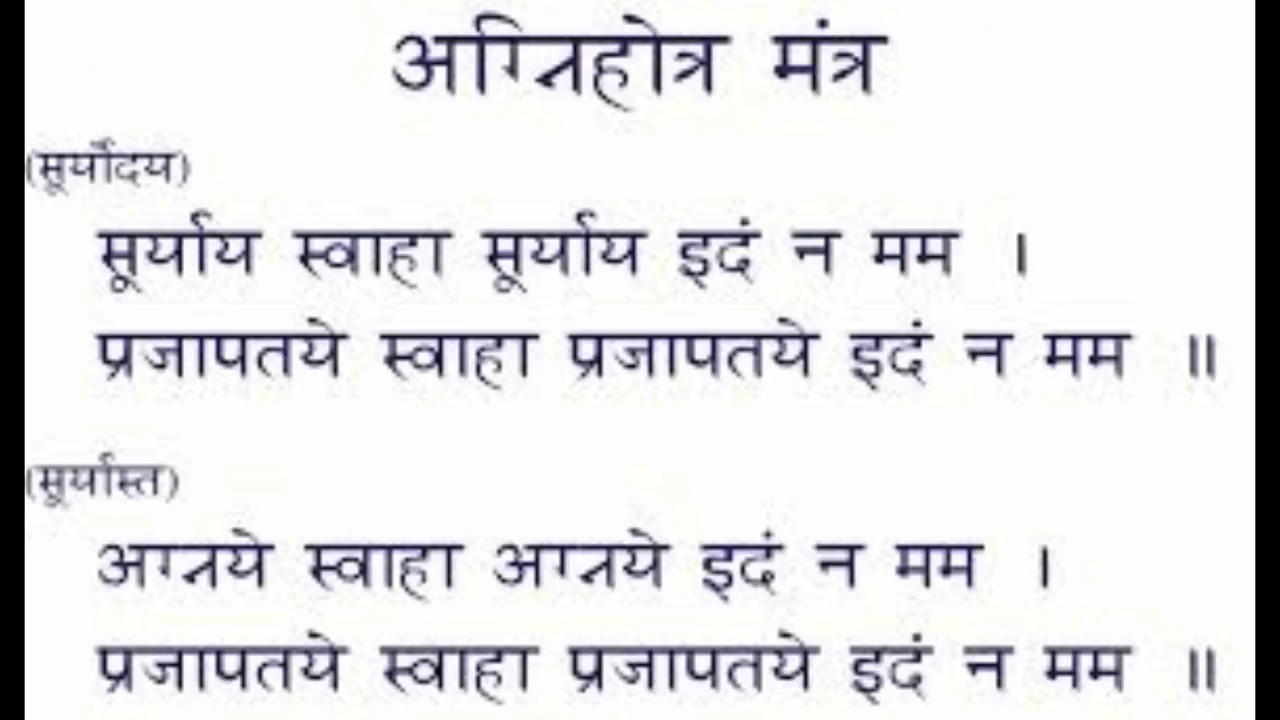 अग्निहोत्र मंत्र
(सूर्योदय)
सूर्याय स्वाहा सूर्याय इदं न मम ।
प्रजापतये स्वाहा प्रजापतये इदं न मम ॥
(सूर्यास्त)
अग्नये स्वाहा अग्नये इदं न मम ।
प्रजापतये स्वाहा प्रजापतये इदं न मम ॥